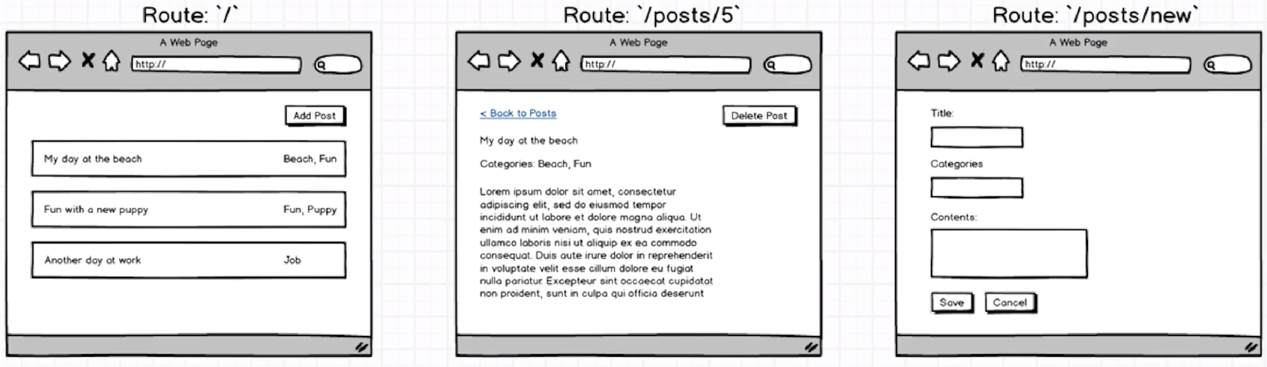 Route: `/`
A Web Page
http://
Add Post
My day at the beach Beach, Fun
Fun with a new puppy Fun, Puppy
Another day at work Job
Route: `/posts/5`
A Web Page
http://
< Back to Posts Delete Post
My day at the beach
Categories: Beach, Fun
Lorem ipsum dolor sit amet, consectetur
adipiscing elit, sed do eiusmod tempor
incididunt ut labore et dolore magna aliqua. Ut
enim ad minim veniam, quis nostrud exercitation
ullamco laboris nisi ut aliquip ex ea commodo
consequat. Duis aute irure dolor in reprehenderit
in voluptate velit esse cillum dolore eu fugiat
nulla pariatur. Excepteur sint occaecat cupidatat
non proident, sunt in culpa qui officia deserunt
Route: `/posts/new`
A Web Page
http://
Title:
Categories
Contents:
Save Cancel